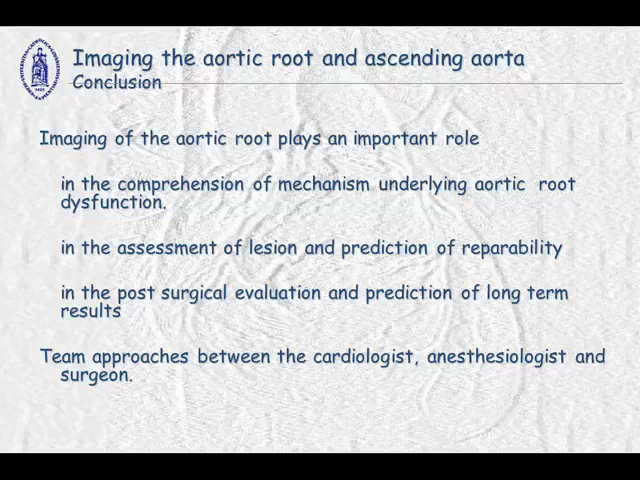 Imaging the aortic root and ascending aorta
Conclusion
Imaging of the aortic root plays an important role
in the comprehension of mechanism underlying aortic root
dysfunction.
in the assessment of lesion and prediction of reparability
in the post surgical evaluation and prediction of long term
results
Team approaches between the cardiologist, anesthesiologist and
surgeon.